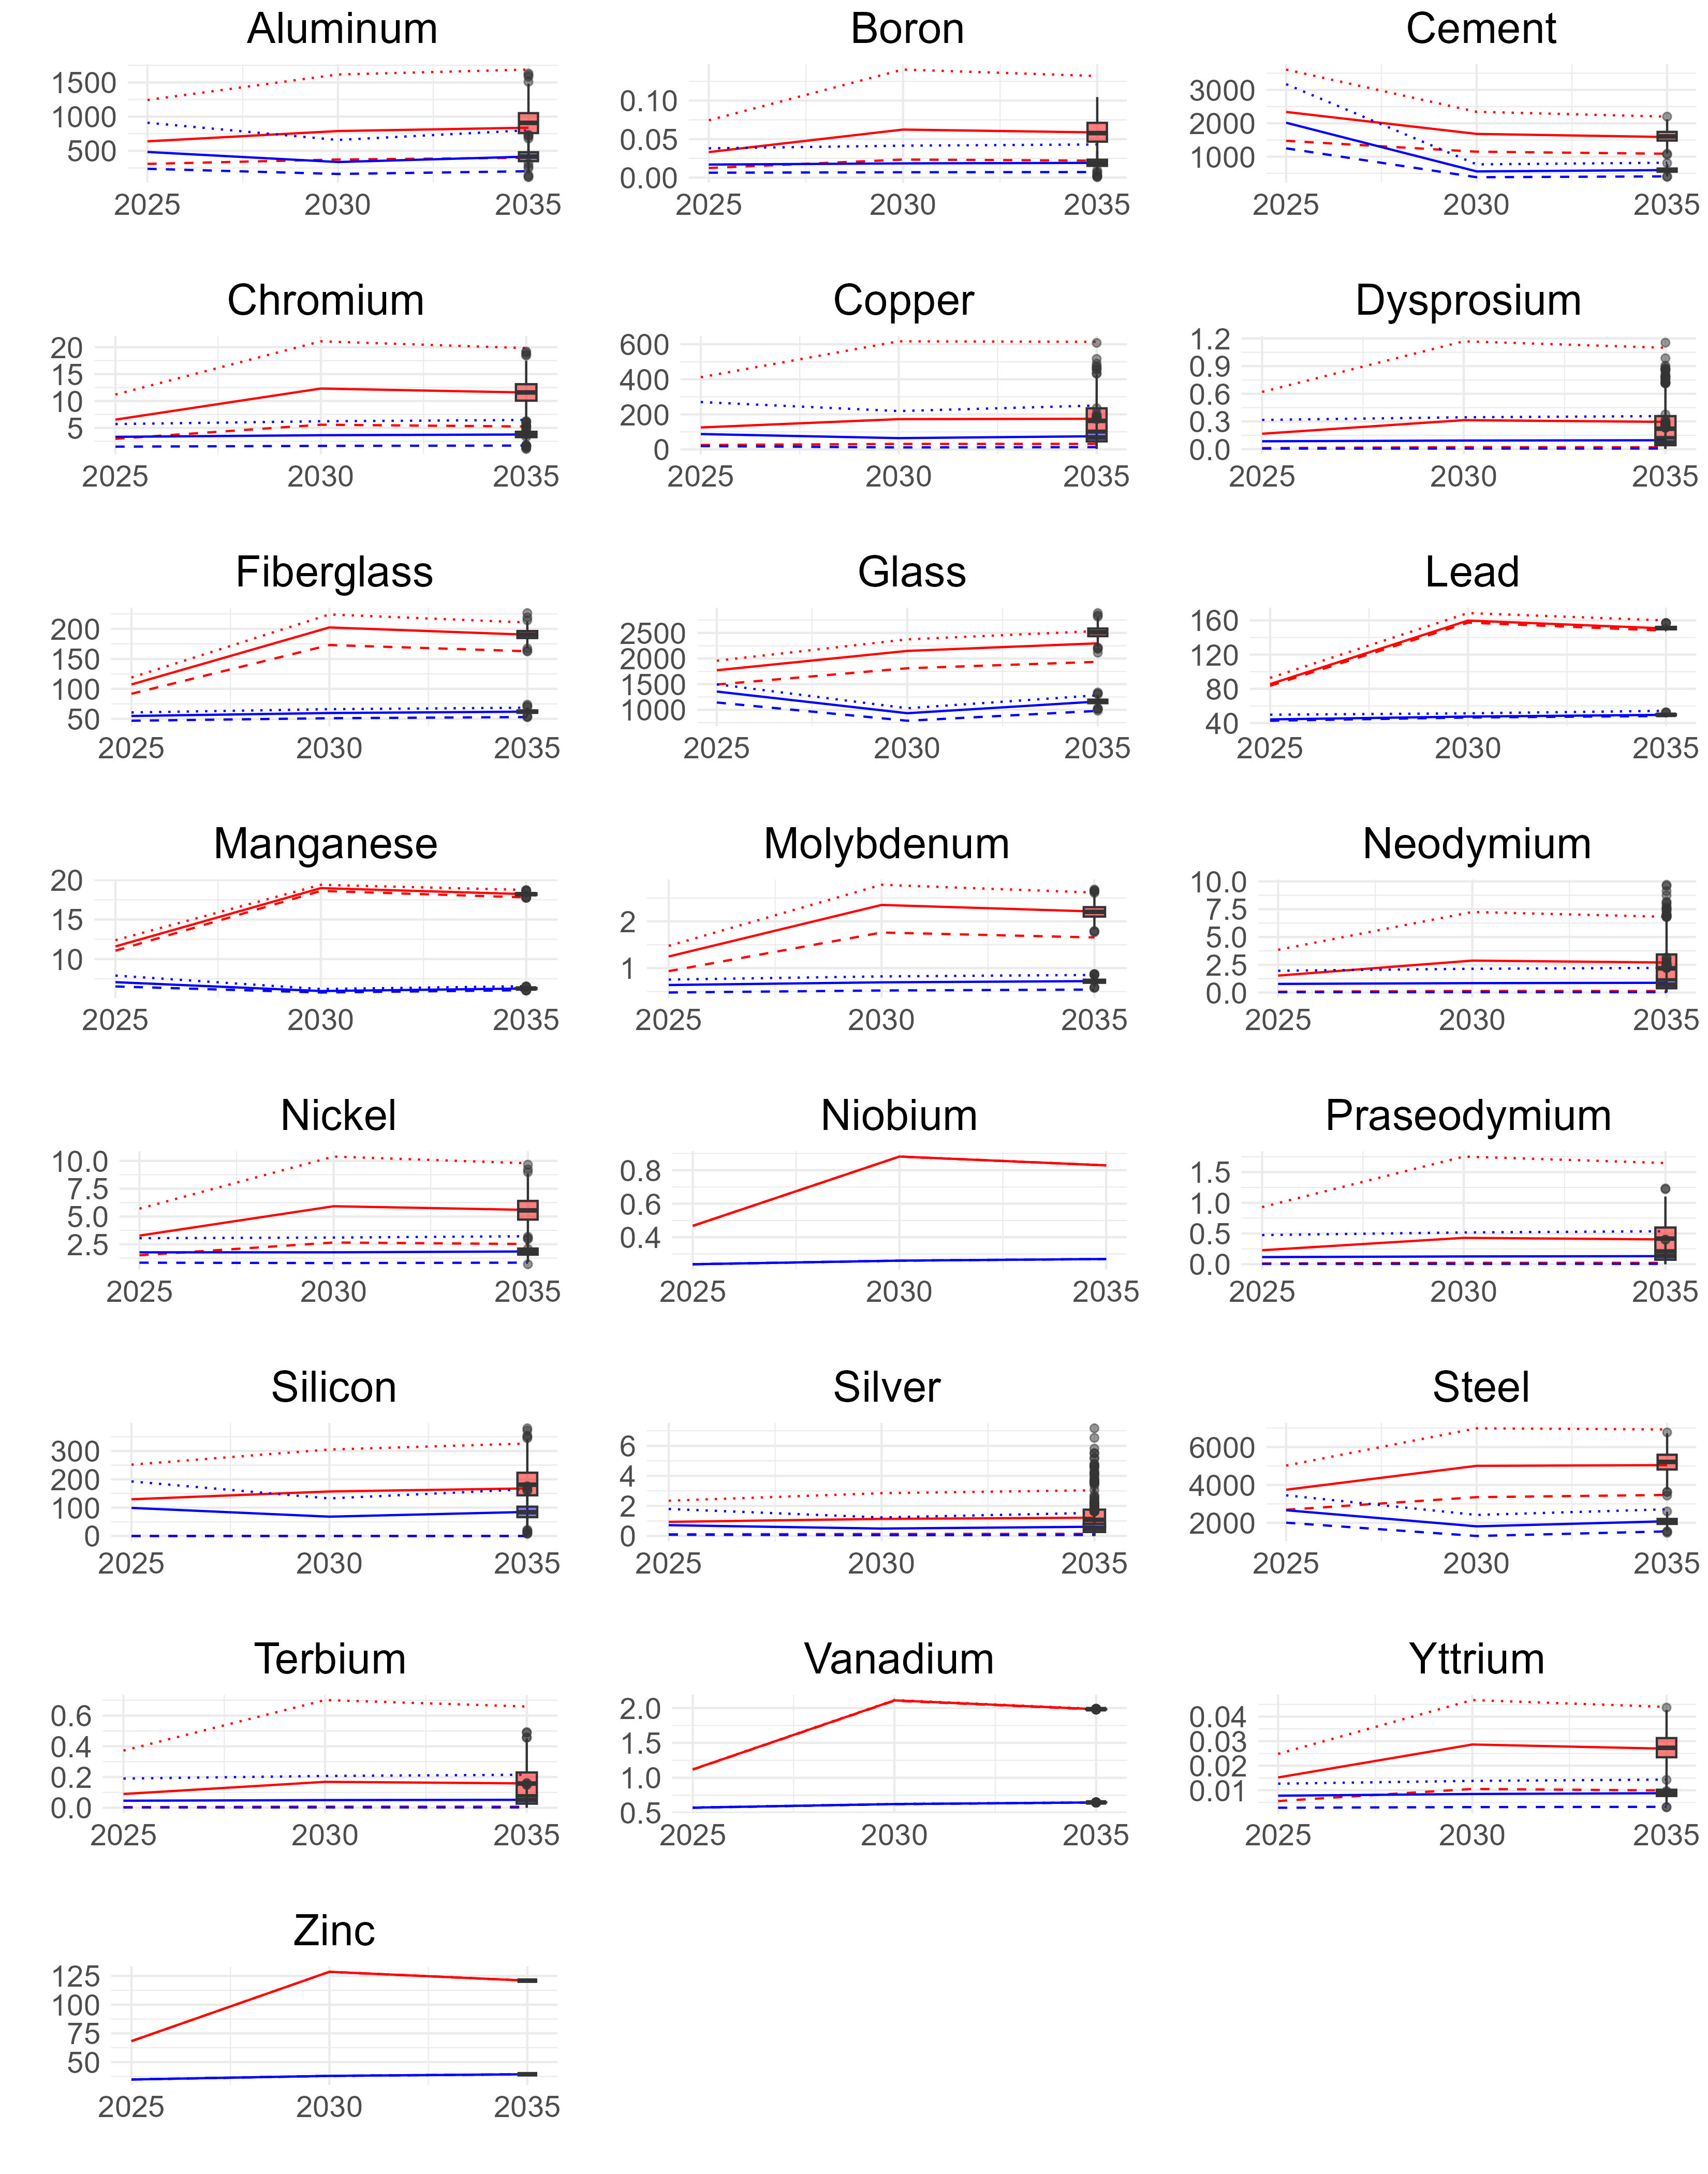 Aluminum
1500
1000
500
2025 2030 2035
Boron
0.10
0.05
0.00
2025 2030 2035
Cement
3000
2000
1000
2025 2030 2035
Chromium
20
15
10
5
2025 2030 2035
Copper
600
400
200
0
2025 2030 2035
Dysprosium
1.2
0.9
0.6
0.3
0.0
2025 2030 2035
Fiberglass
200
150
100
50
2025 2030 2035
Glass
2500
2000
1500
1000
2025 2030 2035
Lead
160
120
80
40
2025 2030 2035
Manganese
20
15
10
2025 2030 2035
Molybdenum
2
1
2025 2030 2035
Neodymium
10.0
7.5
5.0
2.5
0.0
2025 2030 2035
Nickel
10.0
7.5
5.0
2.5
2025 2030 2035
Niobium
0.8
0.6
0.4
2025 2030 2035
Praseodymium
1.5
1.0
0.5
0.0
2025 2030 2035
Silicon
300
200
100
0
2025 2030 2035
Silver
6
4
2
0
2025 2030 2035
Steel
6000
4000
2000
2025 2030 2035
Terbium
0.6
0.4
0.2
0.0
2025 2030 2035
Vanadium
2.0
1.5
1.0
0.5
2025 2030 2035
Yttrium
0.04
0.03
0.02
0.01
2025 2030 2035
Zinc
125
100
75
50
2025 2030 2035